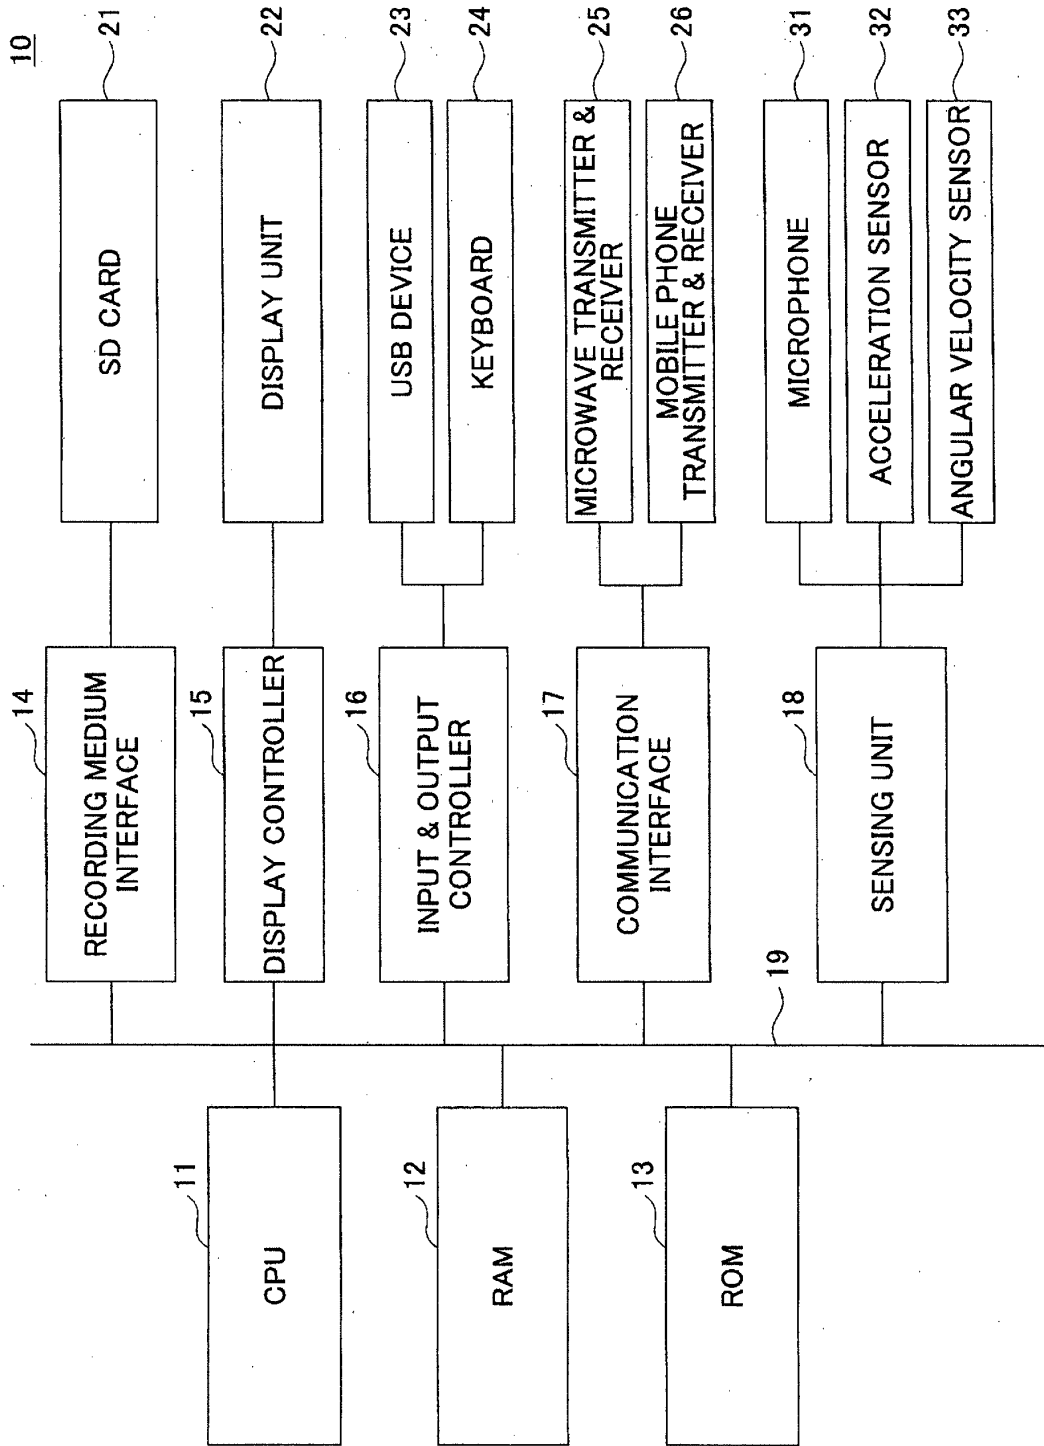 10
11
CPU
12
RAM
13
ROM
14
RECORDING MEDIUM
INTERFACE
15
DISPLAY CONTROLLER
16
INPUT & OUTPUT
CONTROLLER
17
COMMUNICATION
INTERFACE
18
SENSING UNIT
19
SD CARD
21
DISPLAY UNIT
22
USB DEVICE
23
KEYBOARD
24
MICROWAVE TRANSMITTER &
RECEIVER
25
MOBILE PHONE
TRANSMITTER & RECEIVER
26
MICROPHONE
31
ACCELERATION SENSOR
32
ANGULAR VELOCITY SENSOR
33